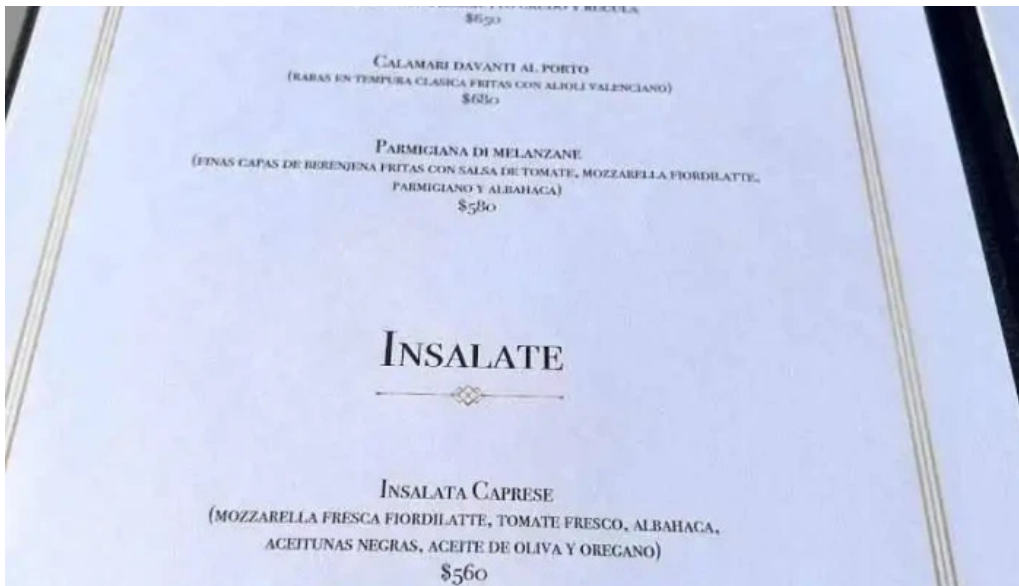 Y RUCULA
$650
CALAMARI DAVANTI AL PORTO
(RABAS EN TEMPURA CLASICA FRITAS CON ALIOLI VALENCIANO)
$680
PARMIGIANA DI MELANZANE
(FINAS CAPAS DE BERENJENA FRITAS CON SALSA DE TOMATE, MOZZARELLA FIORDILATTE,
PARMIGIANO Y ALBAHACA)
$580
INSALATE
INSALATA CAPRESE
(MOZZARELLA FRESCA FIORDILATTE, TOMATE FRESCO, ALBAHACA,
ACEITUNAS NEGRAS, ACEITE DE OLIVA Y OREGANO)
$560